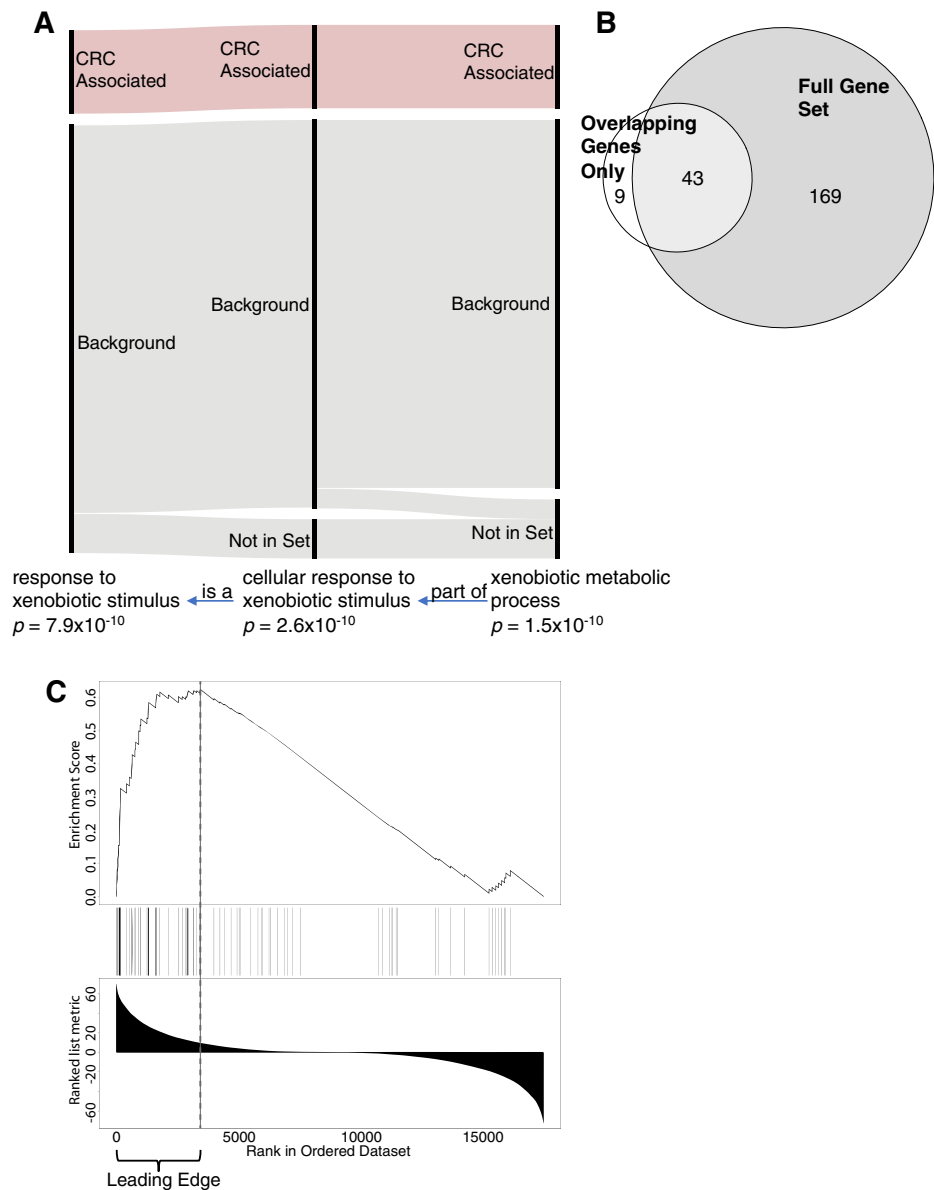 A
CRC
Associated
CRC
Associated
CRC
Associated
Background
Background
Background
Not in Set
Not in Set
response to
xenobiotic stimulus
p = 7.9x10-10
is a
cellular response to
xenobiotic stimulus
p = 2.6x10-10
part of
xenobiotic metabolic
process
p = 1.5x10-10
B
Full Gene
Set
Overlapping
Genes
Only
9
43
169
C
Enrichment Score
0.6
0.5
0.4
0.3
0.2
0.1
0.0
Ranked list metric
60
20
0
-20
-60
0
5000
10000
15000
Rank in Ordered Dataset
Leading Edge